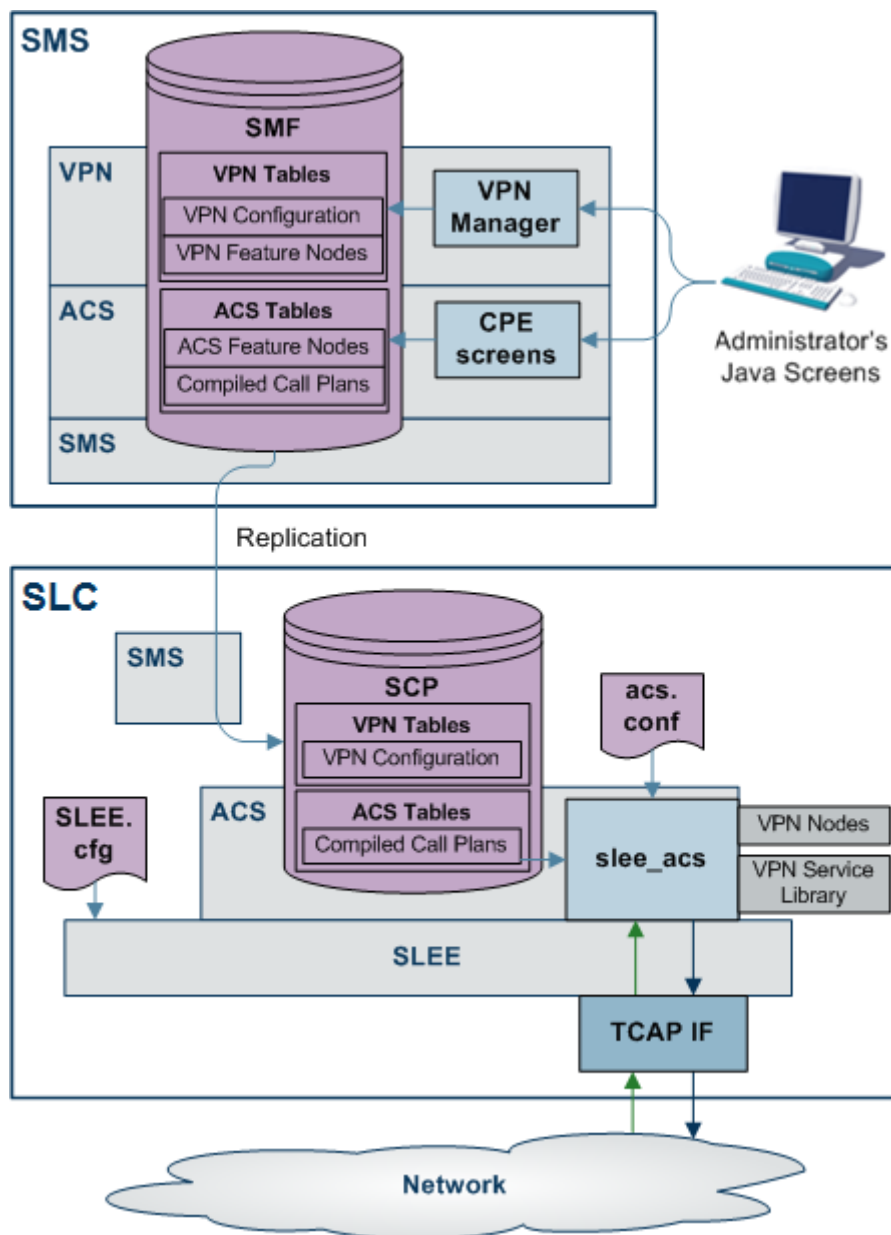 SMS
SMF
VPN
VPN Tables
VPN Configuration
VPN Feature Nodes
VPN
Manager
ACS
ACS Tables
ACS Feature Nodes
Compiled Call Plans
CPE
screens
SMS
Administrator's
Java Screens
Replication
SLC
SMS
SCP
VPN Tables
VPN Configuration
acs.
conf
SLEE.
cfg
ACS
ACS Tables
Compiled Call Plans
slee_acs
VPN Nodes
VPN Service
Library
SLEE
TCAP IF
Network